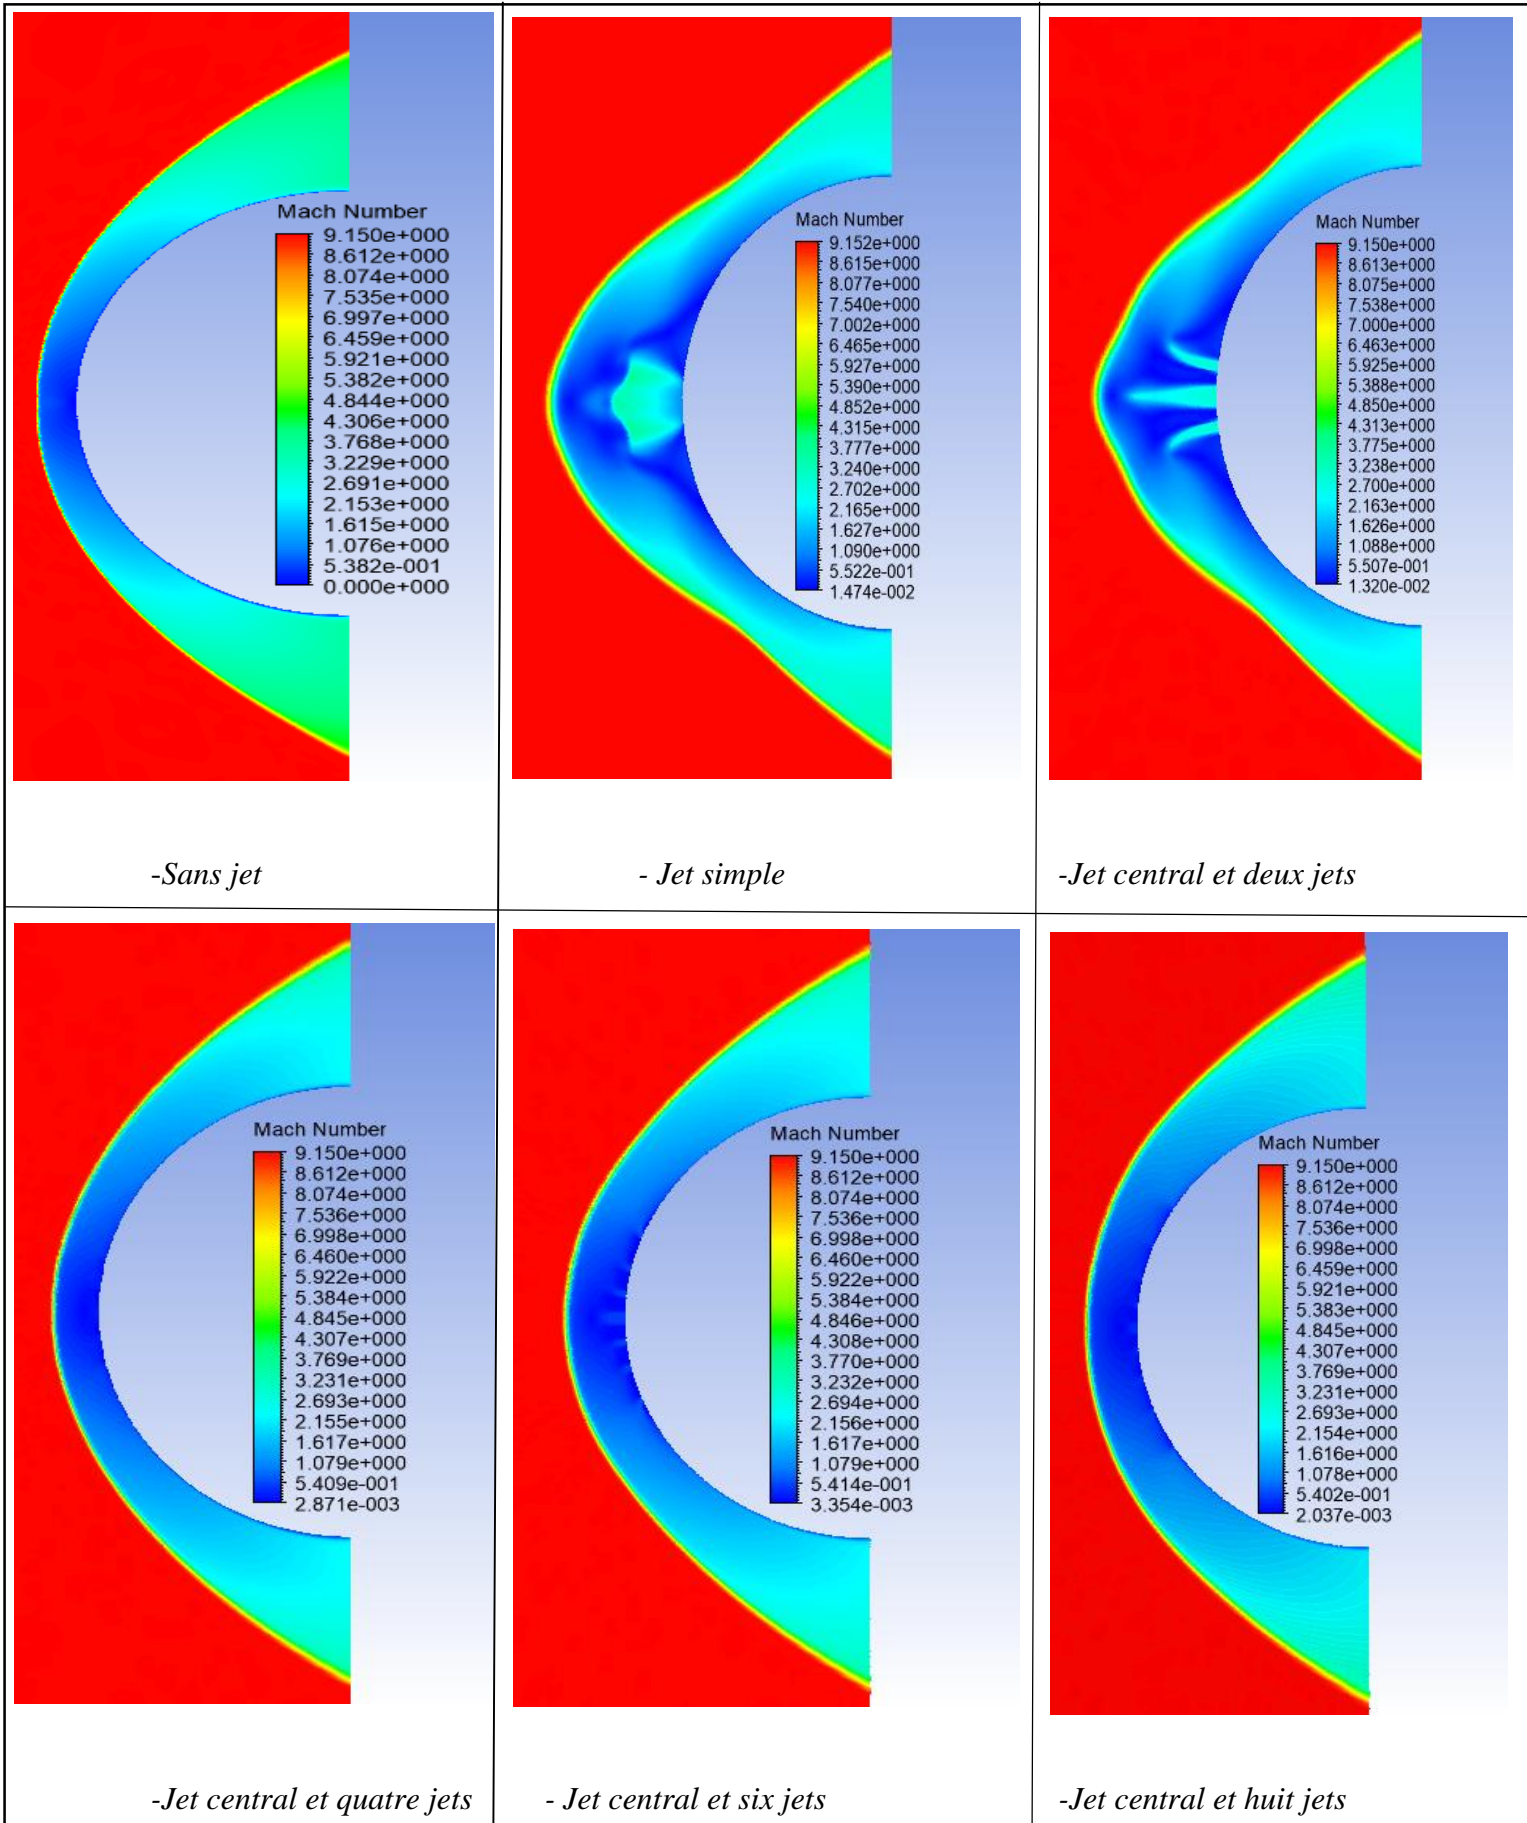 Mach Number
9.150e+000
8.612e+000
8.074e+000
7.535e+000
6.997e+000
6.459e+000
5.921e+000
5.382e+000
4.844e+000
4.306e+000
3.768e+000
3.229e+000
2.691e+000
2.153e+000
1.615e+000
1.076e+000
5.382e-001
0.000e+000
-Sans jet
Mach Number
9.152e+000
8.615e+000
8.077e+000
7.540e+000
7.002e+000
6.465e+000
5.927e+000
5.390e+000
4.852e+000
4.315e+000
3.777e+000
3.240e+000
2.702e+000
2.165e+000
1.627e+000
1.090e+000
5.522e-001
1.474e-002
- Jet simple
Mach Number
9.150e+000
8.613e+000
8.075e+000
7.538e+000
7.000e+000
6.463e+000
5.925e+000
5.388e+000
4.850e+000
4.313e+000
3.775e+000
3.238e+000
2.700e+000
2.163e+000
1.626e+000
1.088e+000
5.507e-001
1.320e-002
-Jet central et deux jets
Mach Number
9.150e+000
8.612e+000
8.074e+000
7.536e+000
6.998e+000
6.460e+000
5.922e+000
5.384e+000
4.845e+000
4.307e+000
3.769e+000
3.231e+000
2.693e+000
2.155e+000
1.617e+000
1.079e+000
5.409e-001
2.871e-003
-Jet central et quatre jets
Mach Number
9.150e+000
8.612e+000
8.074e+000
7.536e+000
6.998e+000
6.460e+000
5.922e+000
5.384e+000
4.846e+000
4.308e+000
3.770e+000
3.232e+000
2.694e+000
2.156e+000
1.617e+000
1.079e+000
5.414e-001
3.354e-003
- Jet central et six jets
Mach Number
9.150e+000
8.612e+000
8.074e+000
7.536e+000
6.998e+000
6.459e+000
5.921e+000
5.383e+000
4.845e+000
4.307e+000
3.769e+000
3.231e+000
2.693e+000
2.154e+000
1.616e+000
1.078e+000
5.402e-001
2.037e-003
-Jet central et huit jets